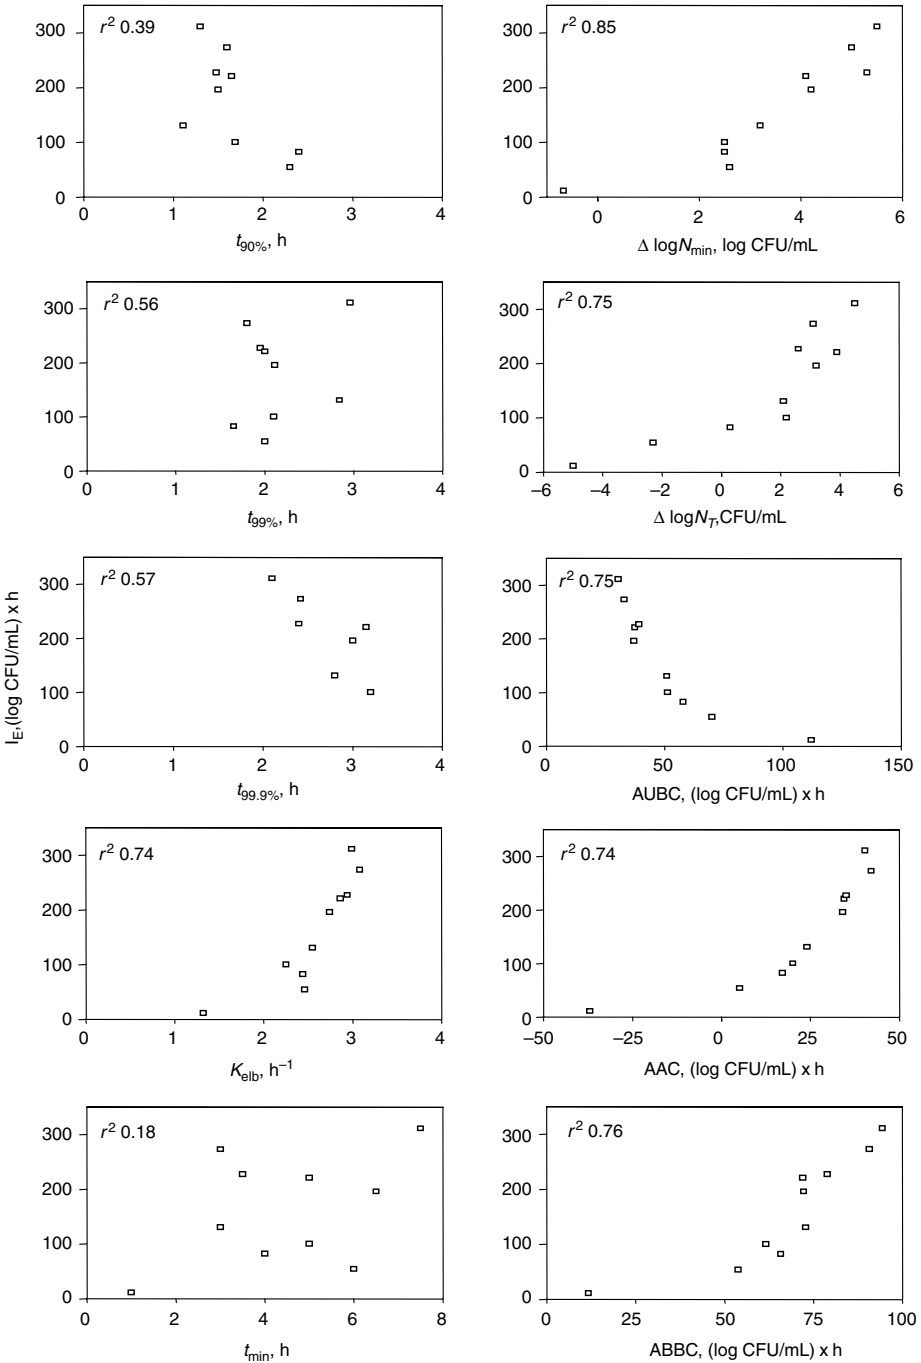 r² 0.39
300
200
100
0
0 1 2 3 4
t90%, h
r² 0.85
300
200
100
0
0 2 4 6
Δ logNmin, log CFU/mL
r² 0.56
300
200
100
0
0 1 2 3 4
t99%, h
r² 0.75
300
200
100
0
−6 −4 −2 0 2 4 6
Δ logNT,CFU/mL
IE,(log CFU/mL) x h
r² 0.57
300
200
100
0
0 1 2 3 4
t99.9%, h
r² 0.75
300
200
100
0
0 50 100 150
AUBC, (log CFU/mL) x h
r² 0.74
300
200
100
0
0 1 2 3 4
Kelb, h–1
r² 0.74
300
200
100
0
−50 −25 0 25 50
AAC, (log CFU/mL) x h
r² 0.18
300
200
100
0
0 2 4 6 8
tmin, h
r² 0.76
300
200
100
0
0 25 50 75 100
ABBC, (log CFU/mL) x h